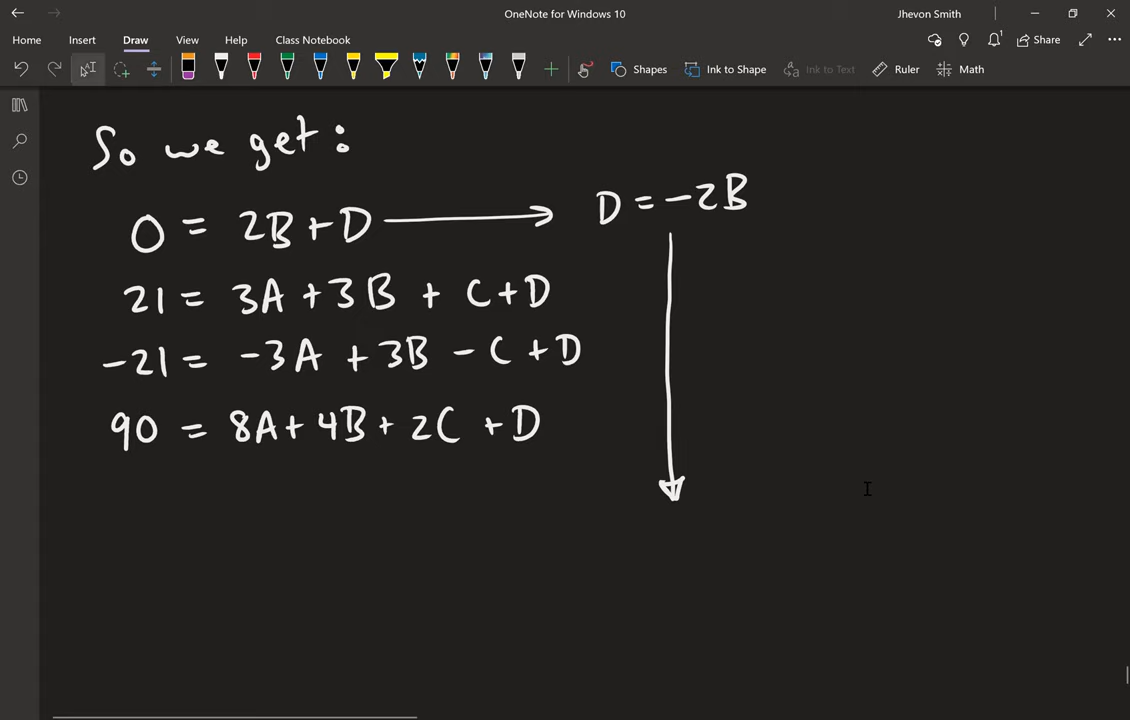 OneNote for Windows 10
Jhevon Smith
Home Insert Draw View Help Class Notebook
Share
Shapes Ink to Shape Ink to Text Ruler Math
So we get:
0 = 2B + D → D = -2B
21 = 3A + 3B + C + D
-21 = -3A + 3B - C + D
90 = 8A + 4B + 2C + D